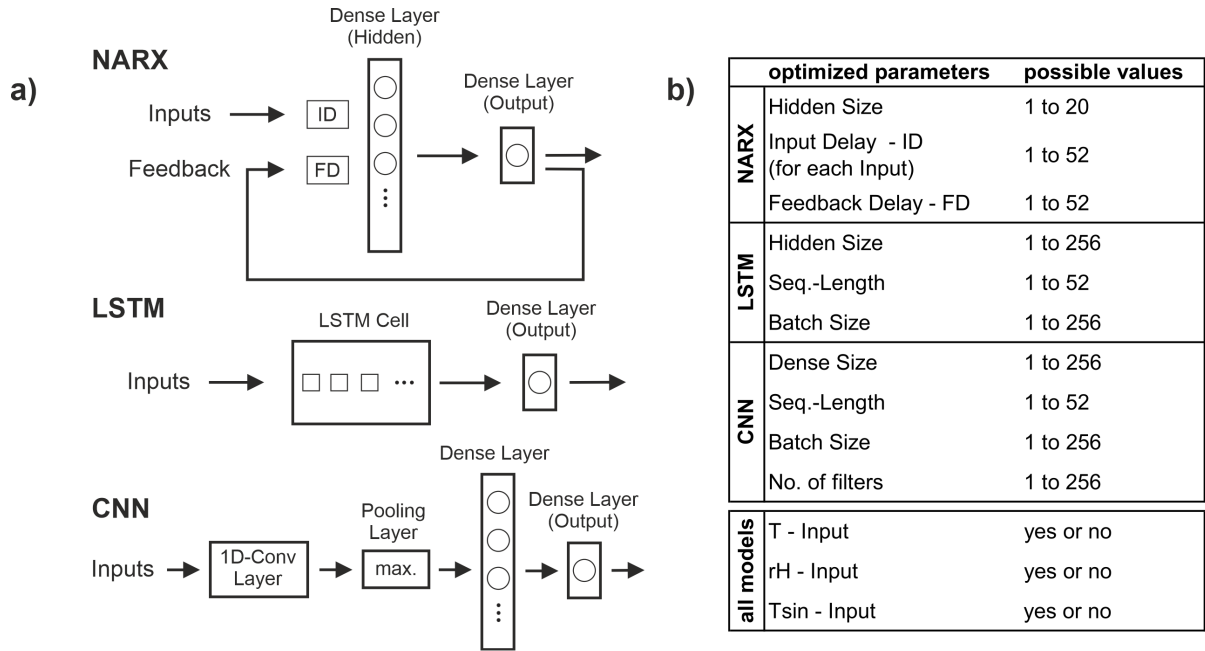 a)
NARX
Dense Layer
(Hidden)
Dense Layer
(Output)
Inputs
ID
Feedback
FD
LSTM
LSTM Cell
Dense Layer
(Output)
Inputs
CNN
Dense Layer
Pooling
Layer
Dense Layer
(Output)
Inputs
1D-Conv
Layer
max.
b)
optimized parameters possible values
NARX
Hidden Size 1 to 20
Input Delay - ID
(for each Input) 1 to 52
Feedback Delay - FD 1 to 52
LSTM
Hidden Size 1 to 256
Seq.-Length 1 to 52
Batch Size 1 to 256
CNN
Dense Size 1 to 256
Seq.-Length 1 to 52
Batch Size 1 to 256
No. of filters 1 to 256
all models
T - Input yes or no
rH - Input yes or no
Tsin - Input yes or no